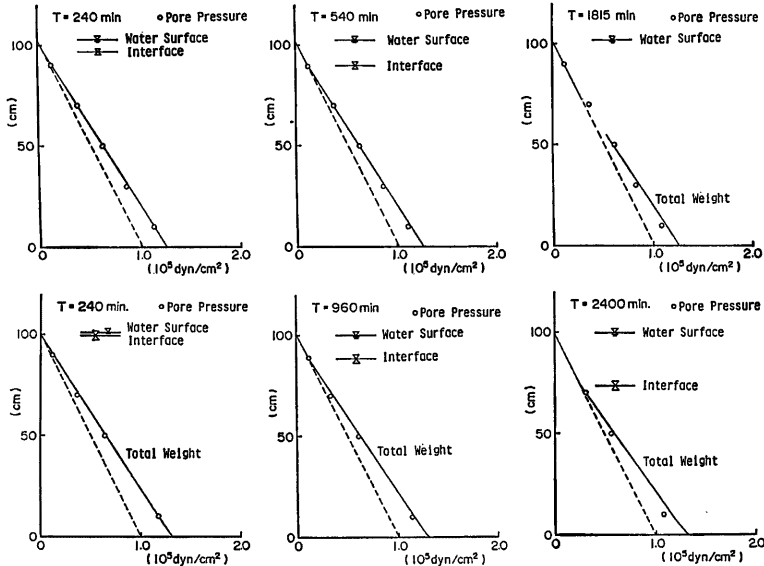 T = 240 min
Pore Pressure
Water Surface
Interface
(cm)
100
50
0
0
1.0
2.0
(10⁵dyn/cm²)
T = 540 min
Pore Pressure
Water Surface
Interface
(cm)
100
50
0
0
1.0
2.0
(10⁵dyn/cm²)
T = 1815 min
Pore Pressure
Water Surface
(cm)
100
50
0
Total Weight
0
1.0
2.0
(10⁵dyn/cm²)
T = 240 min.
Pore Pressure
Water Surface
Interface
(cm)
100
50
0
Total Weight
0
1.0
2.0
(10⁵dyn/cm²)
T = 960 min
Pore Pressure
Water Surface
Interface
(cm)
100
50
0
Total Weight
0
1.0
2.0
(10⁵dyn/cm²)
T = 2400 min.
Pore Pressure
Water Surface
Interface
(cm)
100
50
0
Total Weight
0
1.0
2.0
(10⁵dyn/cm²)